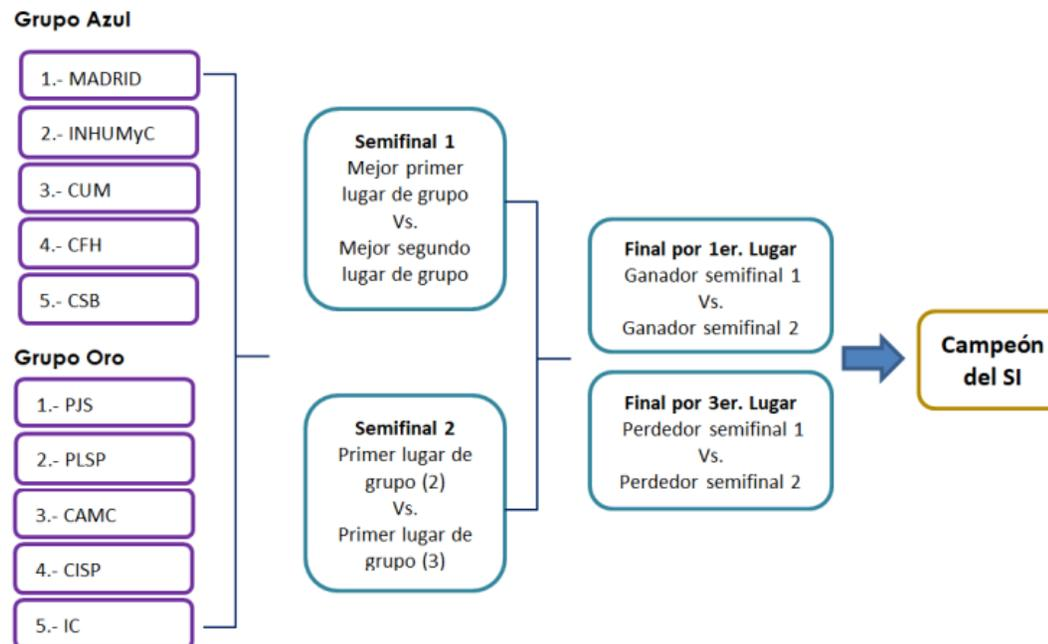 Grupo Azul
1.- MADRID
2.- INHUMyC
3.- CUM
4.- CFH
5.- CSB
Grupo Oro
1.- PJS
2.- PLSP
3.- CAMC
4.- CISP
5.- IC
Semifinal 1
Mejor primer
lugar de grupo
Vs.
Mejor segundo
lugar de grupo
Semifinal 2
Primer lugar de
grupo (2)
Vs.
Primer lugar de
grupo (3)
Final por 1er. Lugar
Ganador semifinal 1
Vs.
Ganador semifinal 2
Final por 3er. Lugar
Perdedor semifinal 1
Vs.
Perdedor semifinal 2
Campeón
del SI